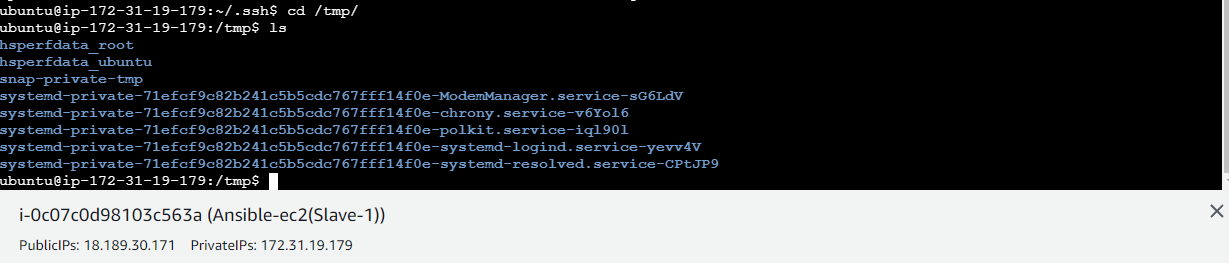 ubuntu@ip-172-31-19-179:~/.ssh$ cd /tmp/
ubuntu@ip-172-31-19-179:/tmp$ ls
hsperfdata_root
hsperfdata_ubuntu
snap-private-tmp
systemd-private-71efcf9c82b241c5b5cdc767fff14f0e-ModemManager.service-sG6LdV
systemd-private-71efcf9c82b241c5b5cdc767fff14f0e-chrony.service-v6Yol6
systemd-private-71efcf9c82b241c5b5cdc767fff14f0e-polkit.service-iql90l
systemd-private-71efcf9c82b241c5b5cdc767fff14f0e-systemd-logind.service-yevv4V
systemd-private-71efcf9c82b241c5b5cdc767fff14f0e-systemd-resolved.service-CPtJP9
ubuntu@ip-172-31-19-179:/tmp$
i-0c07c0d98103c563a (Ansible-ec2(Slave-1))
PublicIPs: 18.189.30.171 PrivateIPs: 172.31.19.179